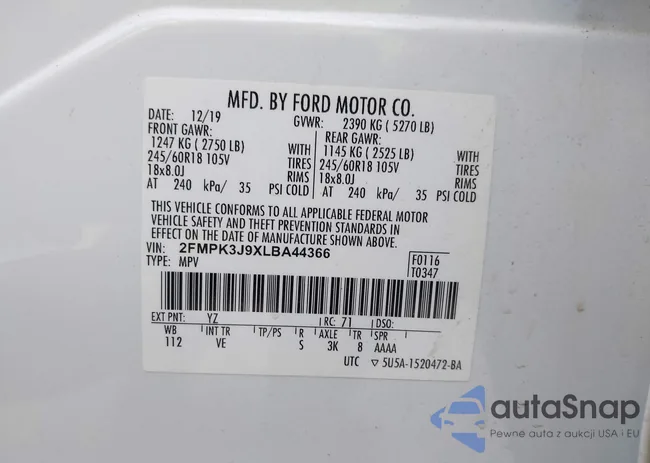 MFD. BY FORD MOTOR CO.
DATE: 12/19 GVWR: 2390 KG ( 5270 LB)
FRONT GAWR: REAR GAWR:
1247 KG ( 2750 LB) WITH 1145 KG ( 2525 LB) WITH
245/60R18 105V TIRES 245/60R18 105V TIRES
18x8.0J RIMS 18x8.0J RIMS
AT 240 kPa/ 35 PSI COLD AT 240 kPa/ 35 PSI COLD
THIS VEHICLE CONFORMS TO ALL APPLICABLE FEDERAL MOTOR
VEHICLE SAFETY AND THEFT PREVENTION STANDARDS IN
EFFECT ON THE DATE OF MANUFACTURE SHOWN ABOVE.
VIN: 2FMPK3J9XLBA44366 F0116
TYPE: MPV T0347
EXT PNT: YZ RC: 71 DSO:
WB INT TR TP/PS R AXLE TR SPR
112 VE S 3K 8 AAAA
UTC ▽ 5U5A-1520472-BA
autaSnap
Pewne auta z aukcji USA i EU